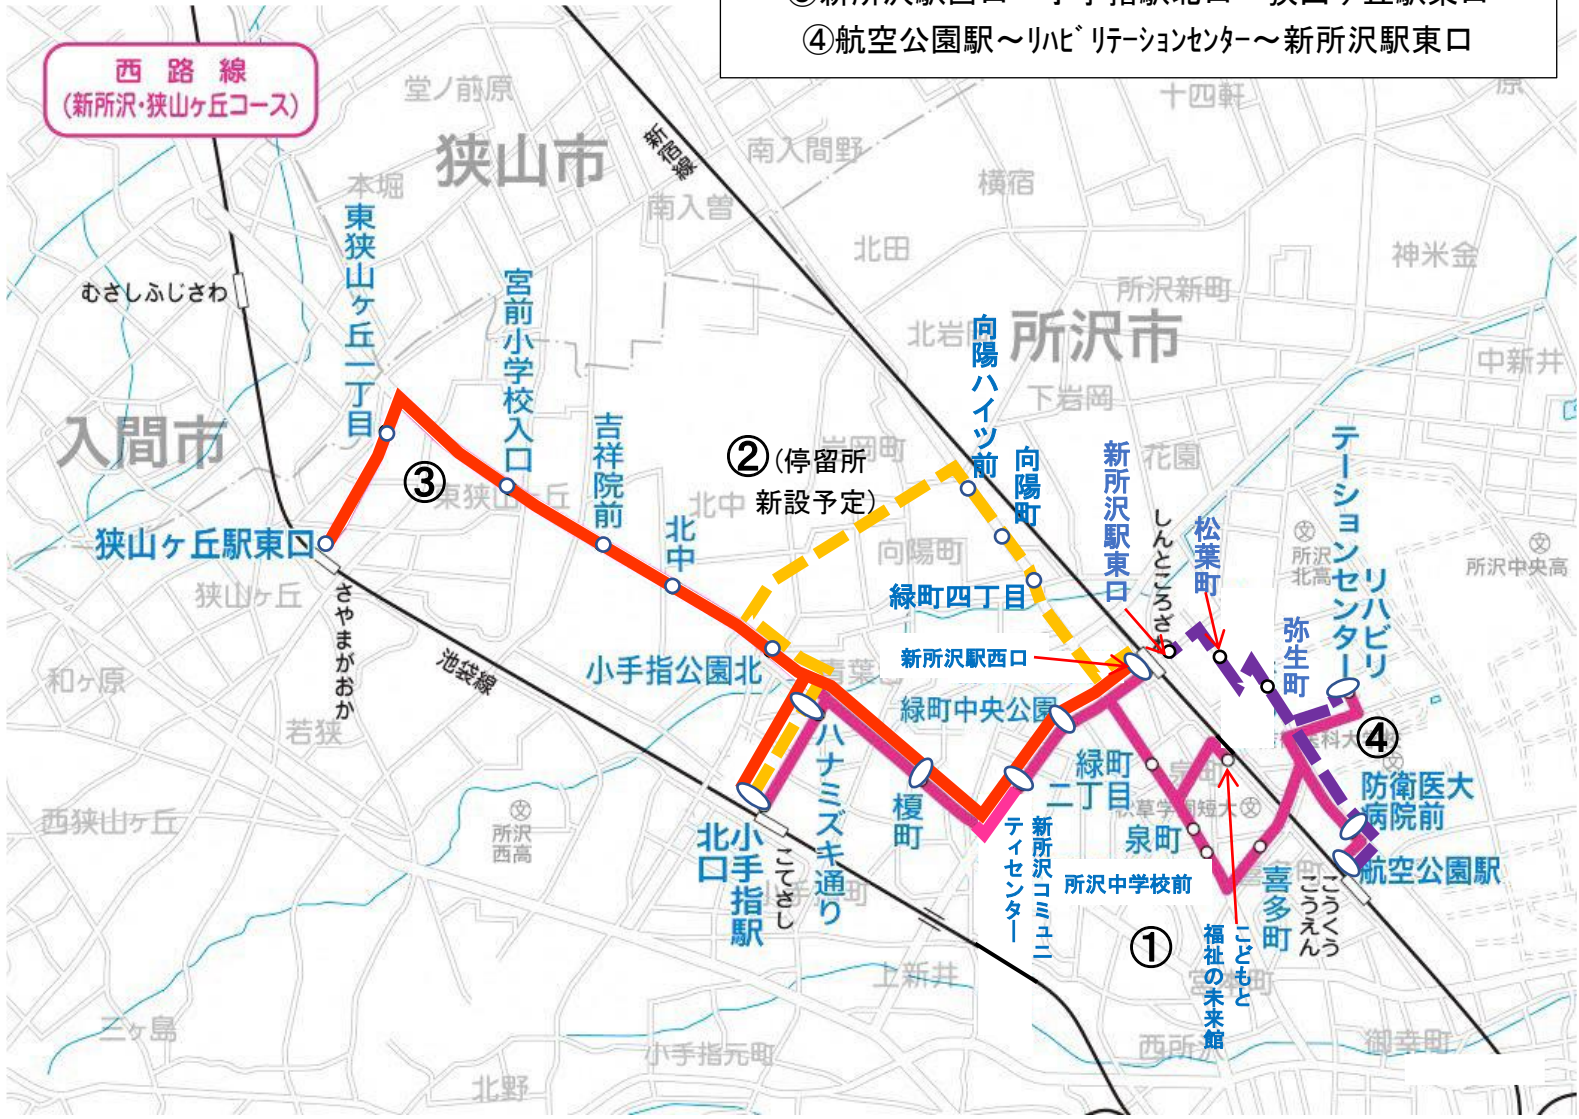 ④航空公園駅～リハビリテーションセンター～新所沢駅東口
西路線
(新所沢・狭山ヶ丘コース)
堂ノ前原
十四軒
狭山市
新宿線
南入間野
本堀
横宿
南入曽
東狭山ヶ丘一丁目
北田
神米金
宮前小学校入口
むさしふじさわ
所沢新町
向陽ハイツ前
所沢市
中新井
下岩岡
入間市
吉祥院前
②(停留所
新設予定)
岩岡町
向陽町
新所沢駅東口
花園
リハビリ
テーションセンター
③
東狭山ヶ丘
北中
北中
しんところざわ
松葉町
所沢
北高
所沢中央高
狭山ヶ丘駅東口
向陽町
狭山ヶ丘
緑町四丁目
さやまがおか
弥生町
小手指公園北
新所沢駅西口
池袋線
和ヶ原
緑町中央公園
若狭
ハナミズキ通り
④
緑町
二丁目
防衛医大
病院前
榎町
西狭山ヶ丘
所沢
西高
小手指駅
北口
こてさし
新所沢コミュニ
ティセンター
泉町
所沢中学校前
喜多町
航空公園駅
こうくう
こうえん
①
こどもと
福祉の未来館
上新井
宮本町
三ヶ島
小手指元町
御幸町
北野